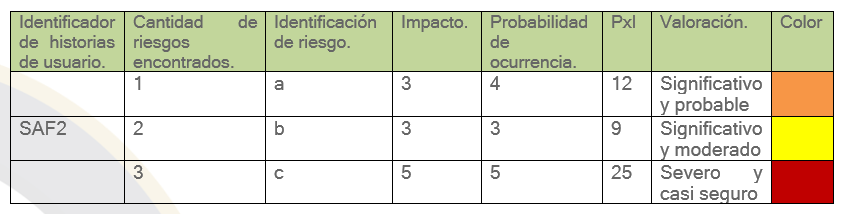 Identificador de historias de usuario. Cantidad de riesgos encontrados. Identificación de riesgo. Impacto. Probabilidad de ocurrencia. PxI Valoración. Color
1 a 3 4 12 Significativo y probable
SAF2 2 b 3 3 9 Significativo y moderado
3 c 5 5 25 Severo y casi seguro